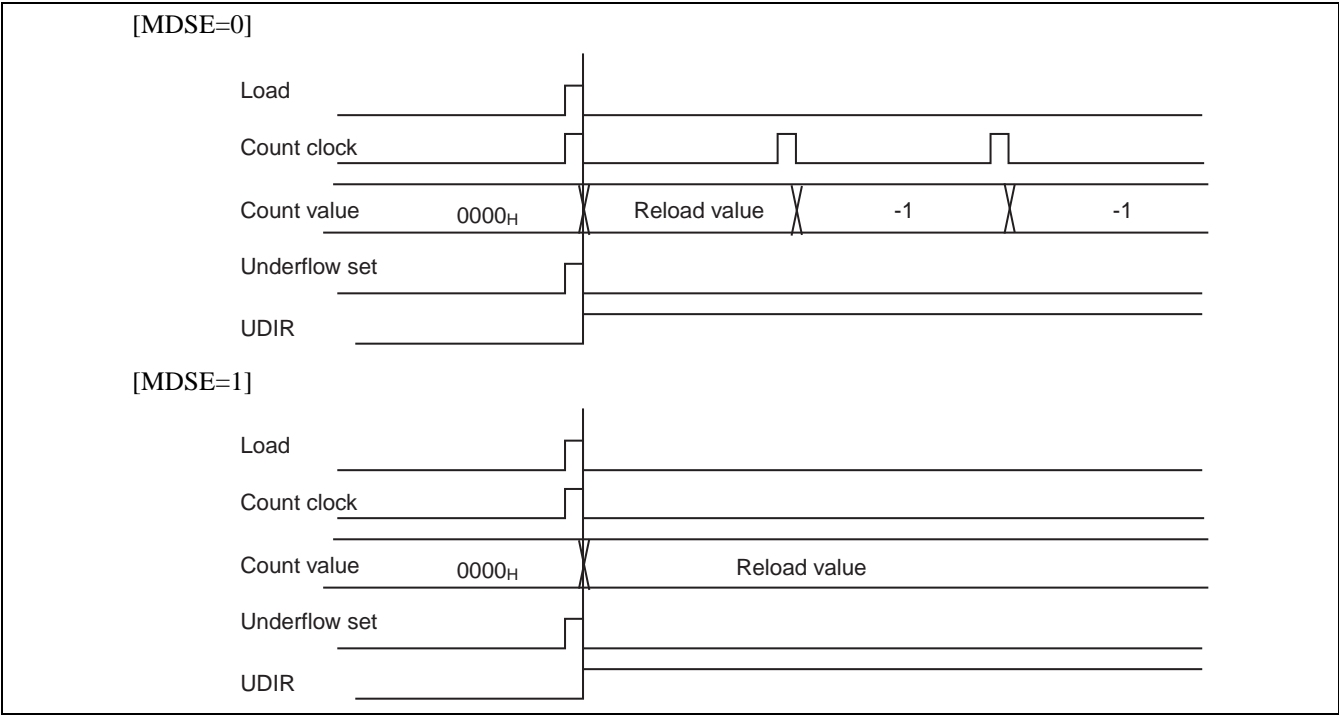 [MDSE=0]
Load
Count clock
Count value 0000H Reload value -1 -1
Underflow set
UDIR
[MDSE=1]
Load
Count clock
Count value 0000H Reload value
Underflow set
UDIR